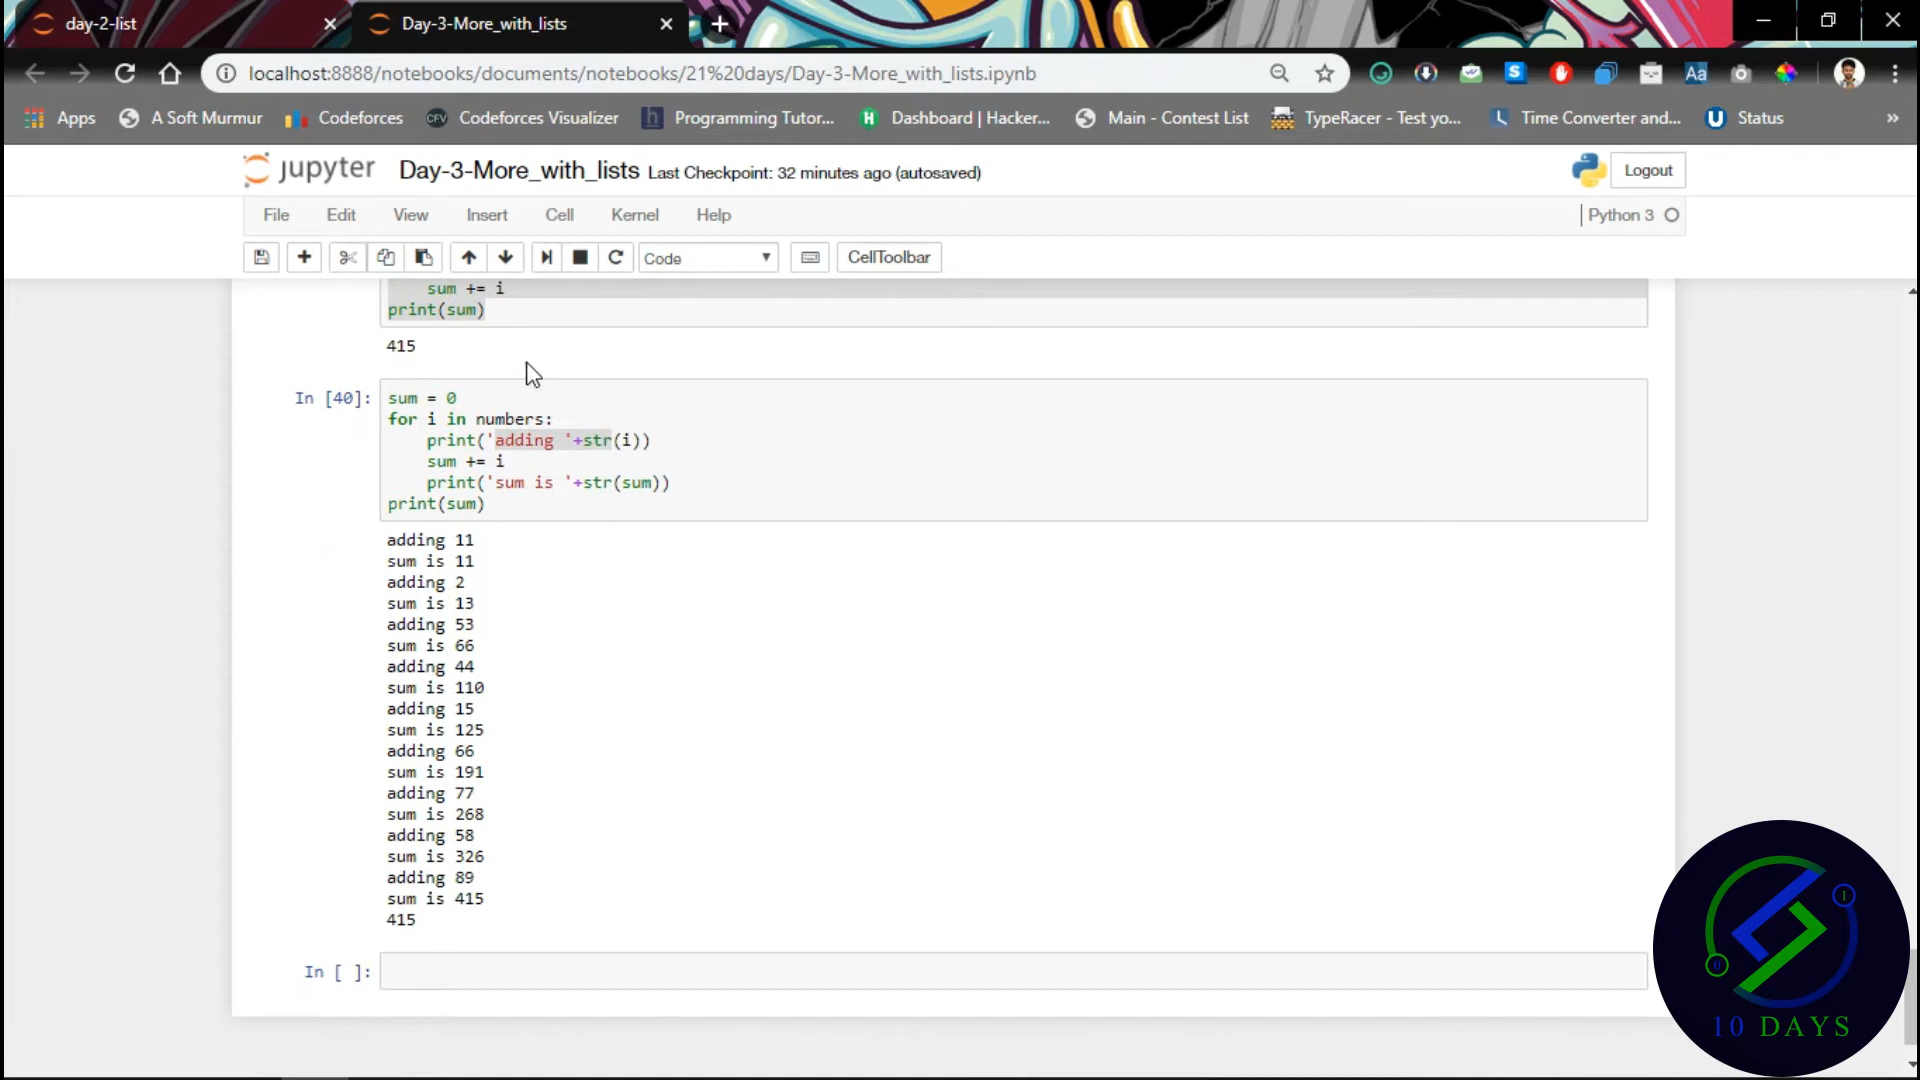 day-2-list
Day-3-More_with_lists
localhost:8888/notebooks/documents/notebooks/21%20days/Day-3-More_with_lists.ipynb
Aa
Apps
A Soft Murmur
Codeforces
CFV Codeforces Visualizer
h Programming Tutor...
H Dashboard | Hacker...
Main - Contest List
TypeRacer - Test yo...
Time Converter and...
U Status
»
jupyter Day-3-More_with_lists Last Checkpoint: 32 minutes ago (autosaved)
Logout
File Edit View Insert Cell Kernel Help
Python 3
Code
CellToolbar
sum += i
print(sum)
415
In [40]:
sum = 0
for i in numbers:
    print('adding '+str(i))
    sum += i
    print('sum is '+str(sum))
print(sum)
adding 11
sum is 11
adding 2
sum is 13
adding 53
sum is 66
adding 44
sum is 110
adding 15
sum is 125
adding 66
sum is 191
adding 77
sum is 268
adding 58
sum is 326
adding 89
sum is 415
415
In [ ]:
1
0
10 DAYS